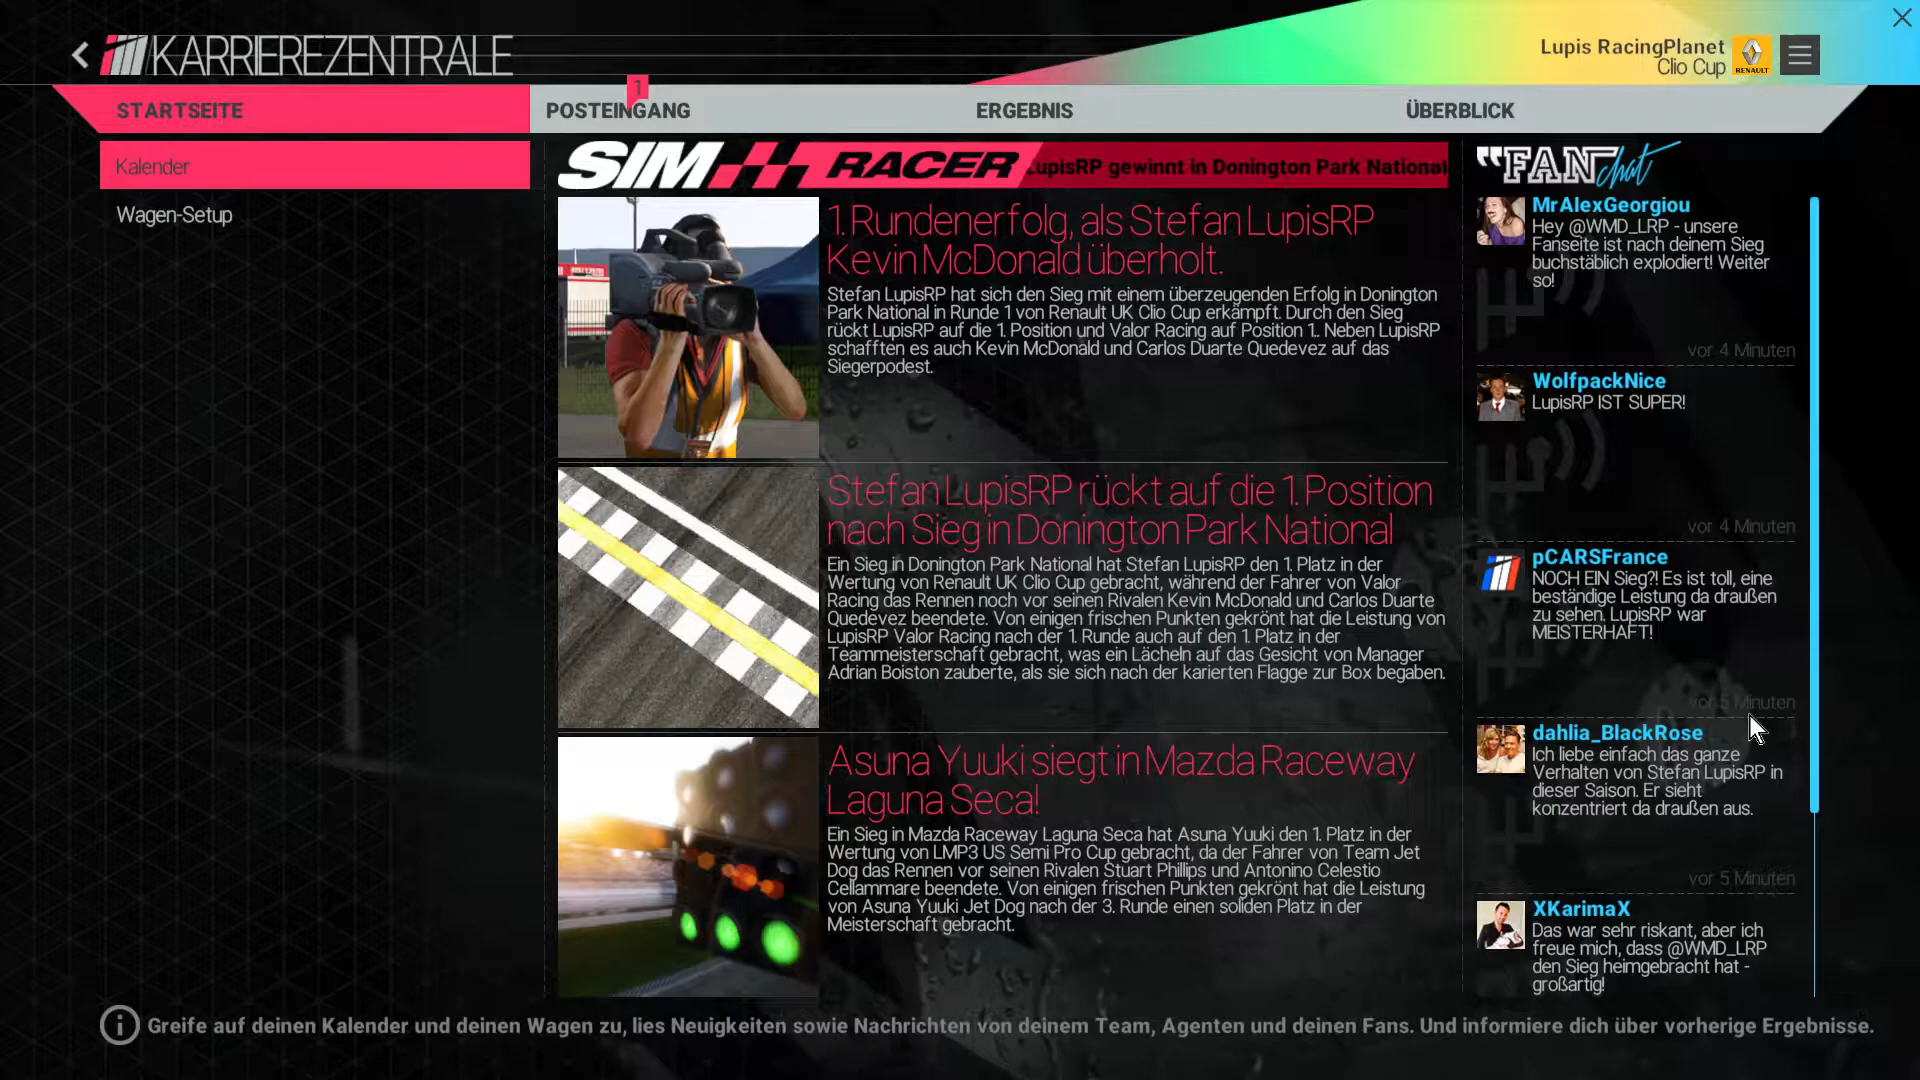 KARRIEREZENTRALE
Lupis RacingPlanet
Clio Cup
RENAULT
1
STARTSEITE
POSTEINGANG
ERGEBNIS
ÜBERBLICK
Kalender
Wagen-Setup
SIM RACER
LupisRP gewinnt in Donington Park National
1. Rundenerfolg, als Stefan LupisRP
Kevin McDonald überholt.
Stefan LupisRP hat sich den Sieg mit einem überzeugenden Erfolg in Donington
Park National in Runde 1 von Renault UK Clio Cup erkämpft. Durch den Sieg
rückt LupisRP auf die 1. Position und Valor Racing auf Position 1. Neben LupisRP
schafften es auch Kevin McDonald und Carlos Duarte Quedevez auf das
Siegerpodest.
Stefan LupisRP rückt auf die 1. Position
nach Sieg in Donington Park National
Ein Sieg in Donington Park National hat Stefan LupisRP den 1. Platz in der
Wertung von Renault UK Clio Cup gebracht, während der Fahrer von Valor
Racing das Rennen noch vor seinen Rivalen Kevin McDonald und Carlos Duarte
Quedevez beendete. Von einigen frischen Punkten gekrönt hat die Leistung von
LupisRP Valor Racing nach der 1. Runde auch auf den 1. Platz in der
Teammeisterschaft gebracht, was ein Lächeln auf das Gesicht von Manager
Adrian Boiston zauberte, als sie sich nach der karierten Flagge zur Box begaben.
Asuna Yuuki siegt in Mazda Raceway
Laguna Seca!
Ein Sieg in Mazda Raceway Laguna Seca hat Asuna Yuuki den 1. Platz in der
Wertung von LMP3 US Semi Pro Cup gebracht, da der Fahrer von Team Jet
Dog das Rennen vor seinen Rivalen Stuart Phillips und Antonino Celestio
Cellammare beendete. Von einigen frischen Punkten gekrönt hat die Leistung
von Asuna Yuuki Jet Dog nach der 3. Runde einen soliden Platz in der
Meisterschaft gebracht.
"FAN chat
MrAlexGeorgiou
Hey @WMD_LRP - unsere
Fanseite ist nach deinem Sieg
buchstäblich explodiert! Weiter
so!
vor 4 Minuten
WolfpackNice
LupisRP IST SUPER!
vor 4 Minuten
pCARSFrance
NOCH EIN Sieg?! Es ist toll, eine
beständige Leistung da draußen
zu sehen. LupisRP war
MEISTERHAFT!
vor 5 Minuten
dahlia_BlackRose
Ich liebe einfach das ganze
Verhalten von Stefan LupisRP in
dieser Saison. Er sieht
konzentriert da draußen aus.
vor 5 Minuten
XKarimaX
Das war sehr riskant, aber ich
freue mich, dass @WMD_LRP
den Sieg heimgebracht hat -
großartig!
Greife auf deinen Kalender und deinen Wagen zu, lies Neuigkeiten sowie Nachrichten von deinem Team, Agenten und deinen Fans. Und informiere dich über vorherige Ergebnisse.